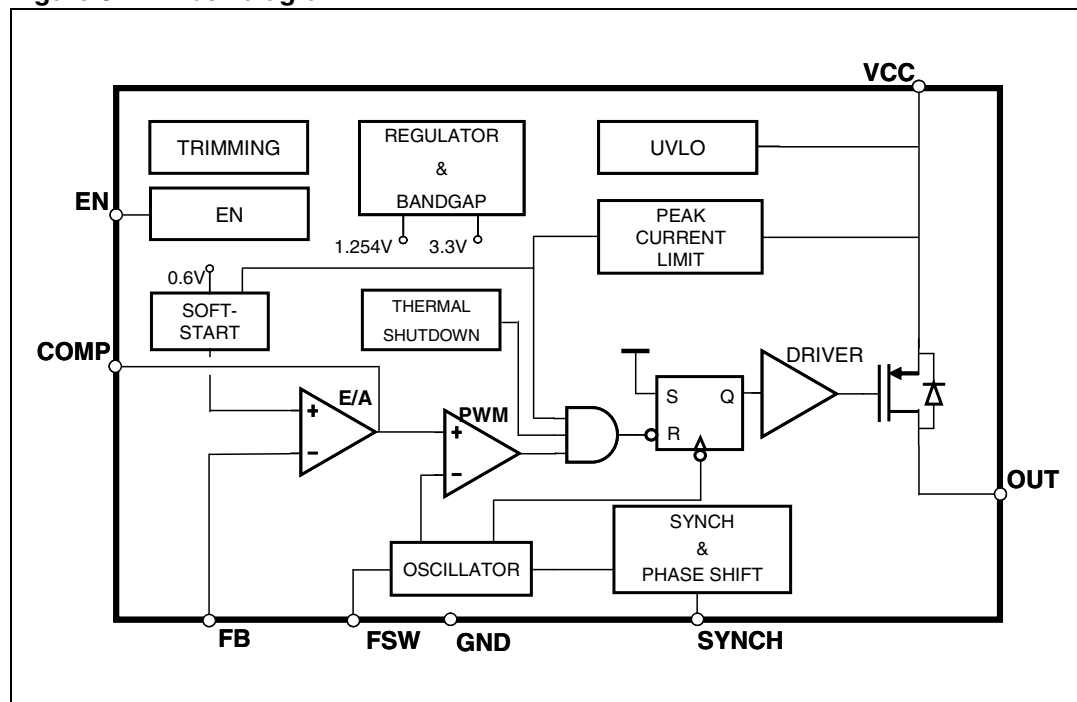 VCC
TRIMMING
REGULATOR
&
BANDGAP
UVLO
EN
EN
PEAK
CURRENT
LIMIT
1.254V
3.3V
0.6V
SOFT-
START
THERMAL
SHUTDOWN
COMP
DRIVER
E/A
+
−
PWM
+
−
S
Q
R
OUT
SYNCH
&
PHASE SHIFT
OSCILLATOR
FB
FSW
GND
SYNCH